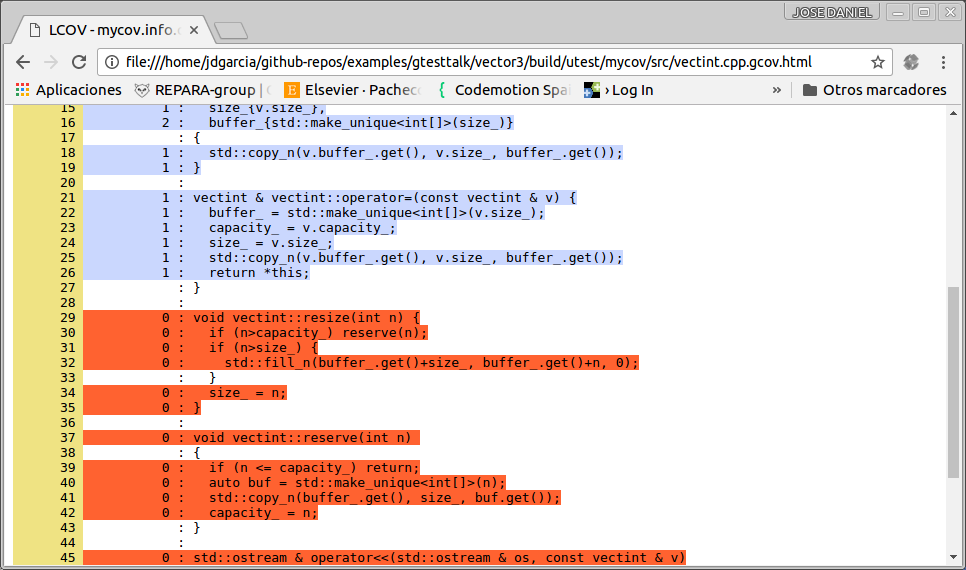 JOSE DANIEL
LCOV - mycov.info.
file:///home/jdgarcia/github-repos/examples/gtesttalk/vector3/build/utest/mycov/src/vectint.cpp.gcov.html
Aplicaciones REPARA-group | Elsevier · Pachec Codemotion Spai › Log In » Otros marcadores
15 1 : size_{v.size_},
16 2 : buffer_{std::make_unique<int[]>(size_)}
17 : {
18 1 : std::copy_n(v.buffer_.get(), v.size_, buffer_.get());
19 1 : }
20 :
21 1 : vectint & vectint::operator=(const vectint & v) {
22 1 : buffer_ = std::make_unique<int[]>(v.size_);
23 1 : capacity_ = v.capacity_;
24 1 : size_ = v.size_;
25 1 : std::copy_n(v.buffer_.get(), v.size_, buffer_.get());
26 1 : return *this;
27 : }
28 :
29 0 : void vectint::resize(int n) {
30 0 : if (n>capacity_) reserve(n);
31 0 : if (n>size_) {
32 0 : std::fill_n(buffer_.get()+size_, buffer_.get()+n, 0);
33 : }
34 0 : size_ = n;
35 0 : }
36 :
37 0 : void vectint::reserve(int n)
38 : {
39 0 : if (n <= capacity_) return;
40 0 : auto buf = std::make_unique<int[]>(n);
41 0 : std::copy_n(buffer_.get(), size_, buf.get());
42 0 : capacity_ = n;
43 : }
44 :
45 0 : std::ostream & operator<<(std::ostream & os, const vectint & v)